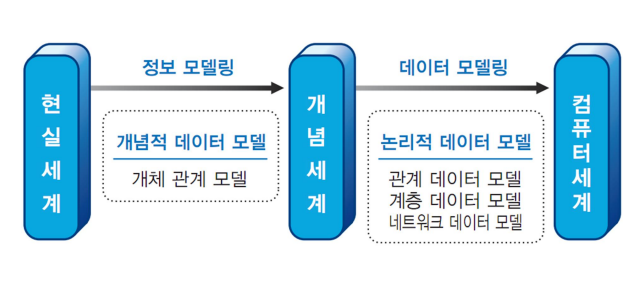 현실세계
정보 모델링
개념적 데이터 모델
개체 관계 모델
개념세계
데이터 모델링
논리적 데이터 모델
관계 데이터 모델
계층 데이터 모델
네트워크 데이터 모델
컴퓨터세계